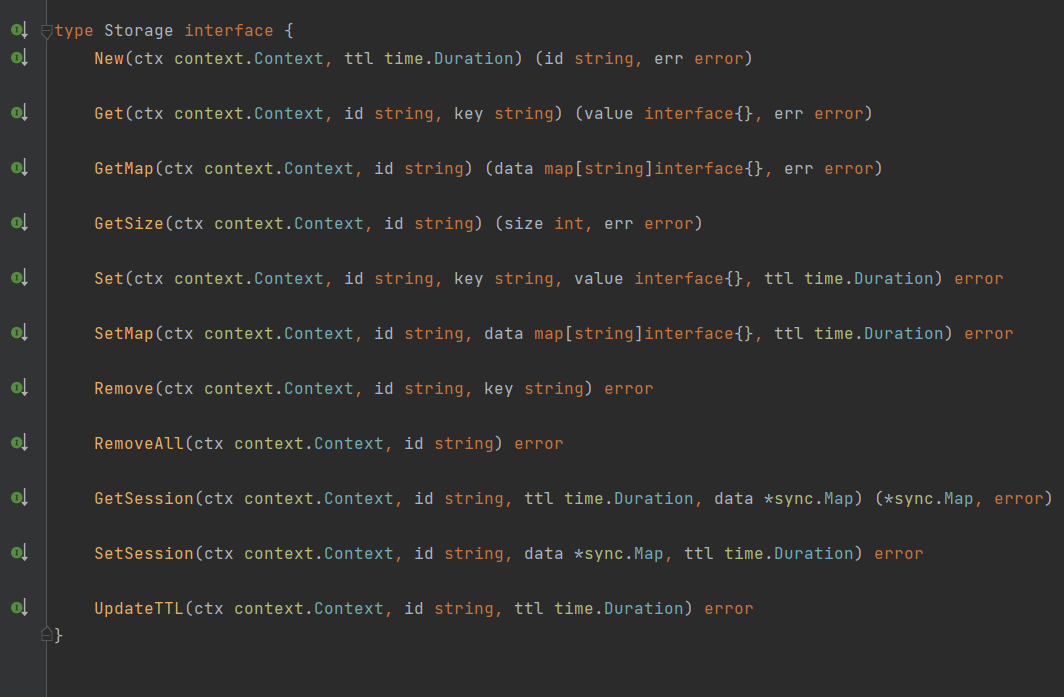 type Storage interface {
New(ctx context.Context, ttl time.Duration) (id string, err error)
Get(ctx context.Context, id string, key string) (value interface{}, err error)
GetMap(ctx context.Context, id string) (data map[string]interface{}, err error)
GetSize(ctx context.Context, id string) (size int, err error)
Set(ctx context.Context, id string, key string, value interface{}, ttl time.Duration) error
SetMap(ctx context.Context, id string, data map[string]interface{}, ttl time.Duration) error
Remove(ctx context.Context, id string, key string) error
RemoveAll(ctx context.Context, id string) error
GetSession(ctx context.Context, id string, ttl time.Duration, data *sync.Map) (*sync.Map, error)
SetSession(ctx context.Context, id string, data *sync.Map, ttl time.Duration) error
UpdateTTL(ctx context.Context, id string, ttl time.Duration) error
}